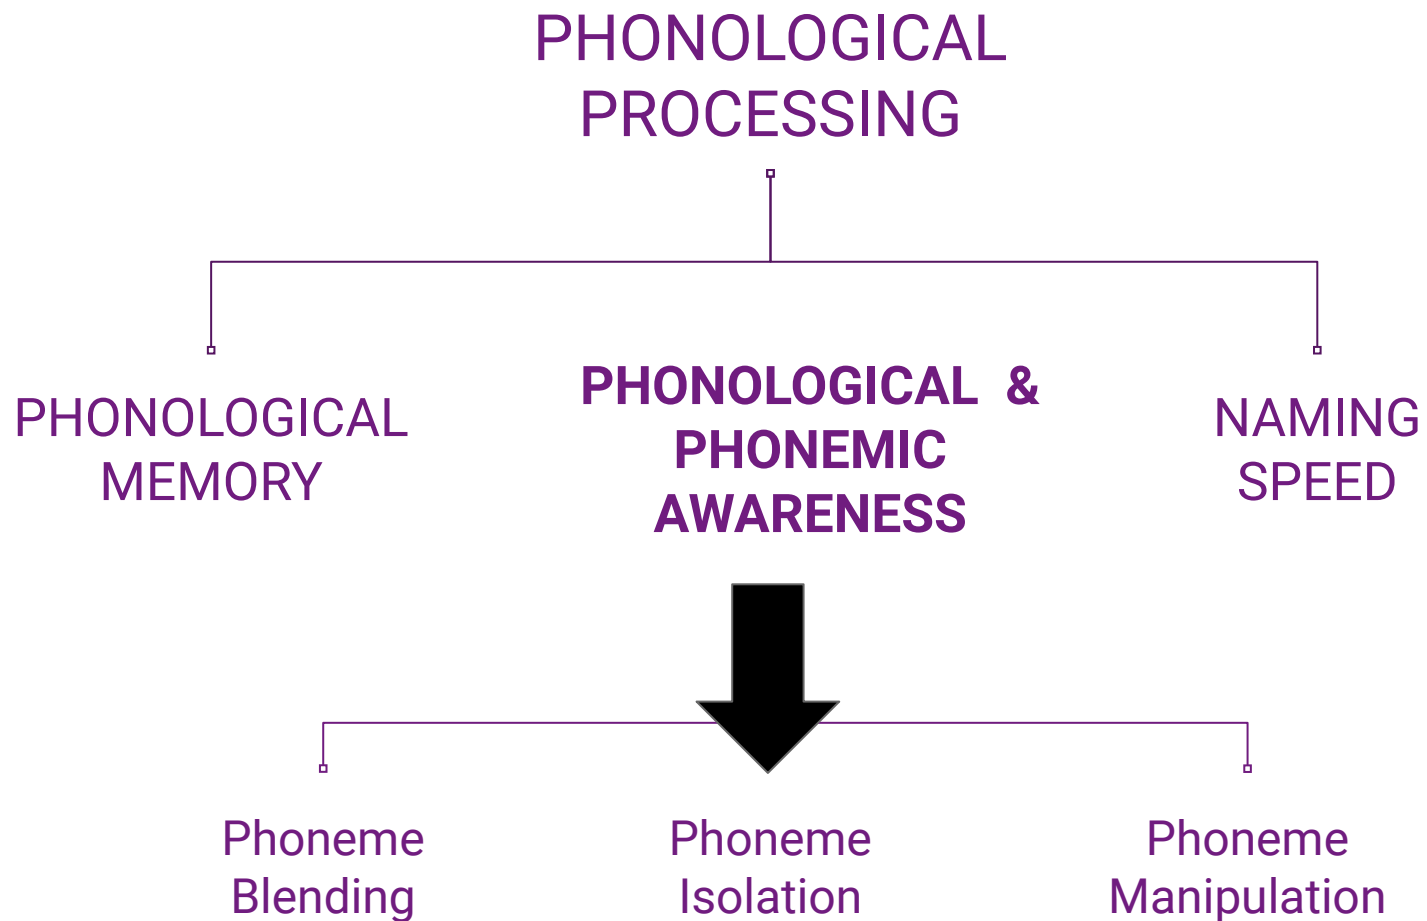 PHONOLOGICAL
PROCESSING
PHONOLOGICAL
MEMORY
PHONOLOGICAL &
PHONEMIC
AWARENESS
NAMING
SPEED
Phoneme
Blending
Phoneme
Isolation
Phoneme
Manipulation